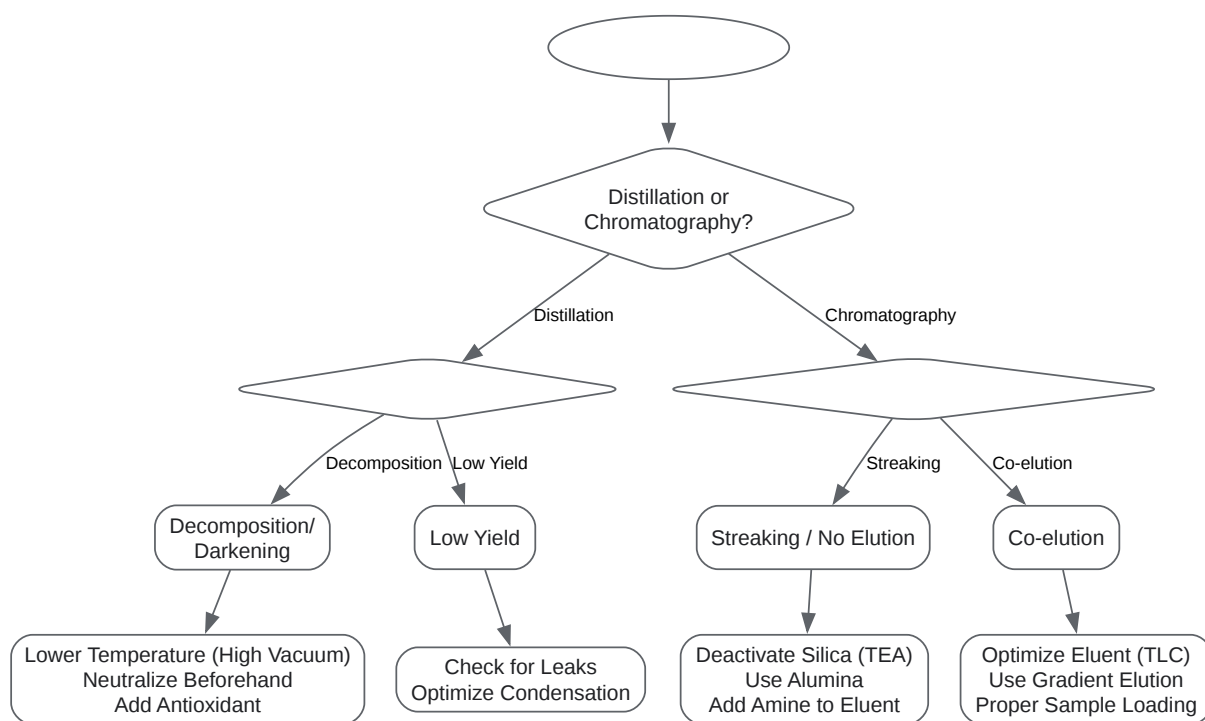 Distillation or
Chromatography?
Distillation
Chromatography
Decomposition
Low Yield
Streaking
Co-elution
Decomposition/
Darkening
Low Yield
Streaking / No Elution
Co-elution
Lower Temperature (High Vacuum)
Neutralize Beforehand
Add Antioxidant
Check for Leaks
Optimize Condensation
Deactivate Silica (TEA)
Use Alumina
Add Amine to Eluent
Optimize Eluent (TLC)
Use Gradient Elution
Proper Sample Loading